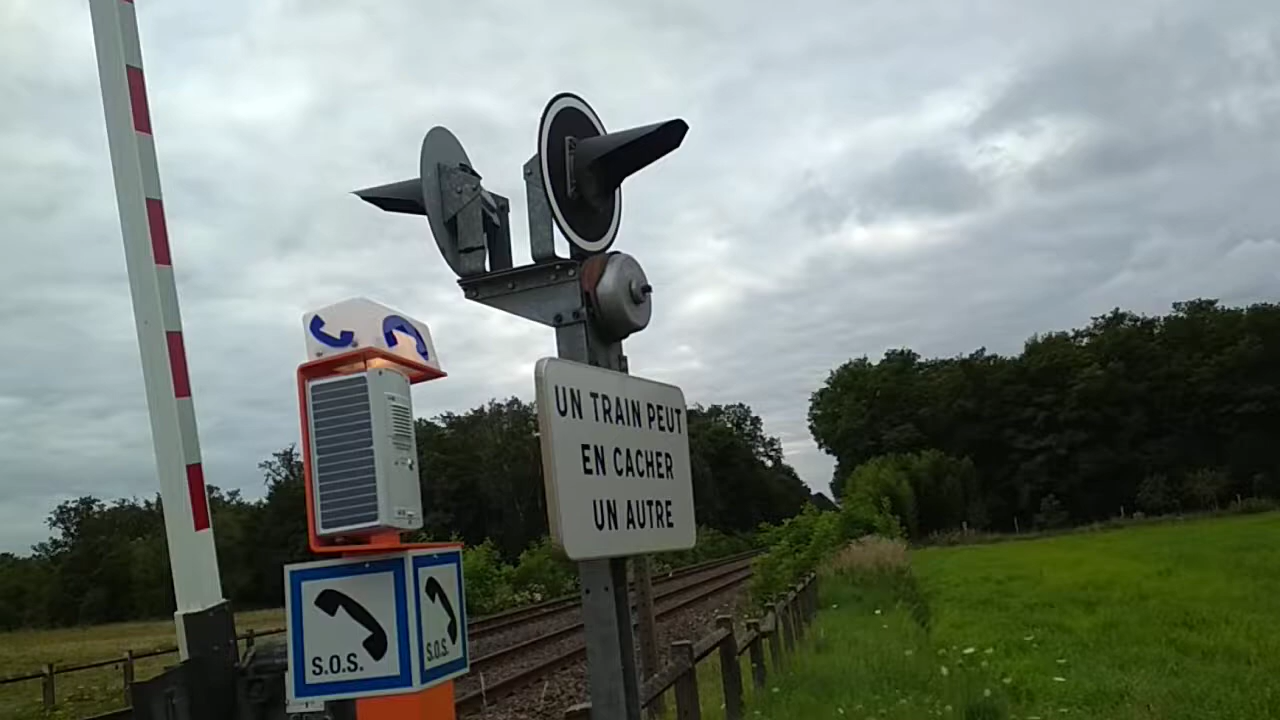 UN TRAIN PEUT
EN CACHER
UN AUTRE
S.O.S.
S.O.S.